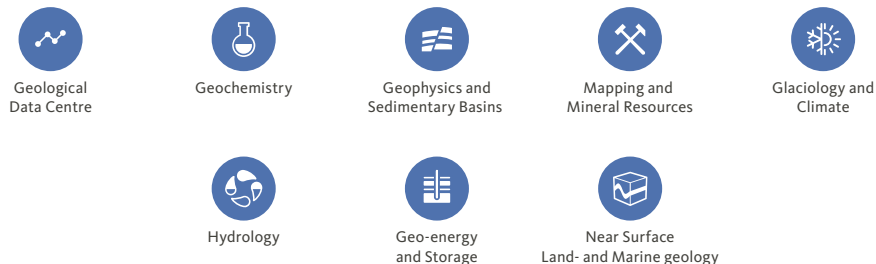 Geological
Data Centre
Geochemistry
Geophysics and
Sedimentary Basins
Mapping and
Mineral Resources
Glaciology and
Climate
Hydrology
Geo-energy
and Storage
Near Surface
Land- and Marine geology